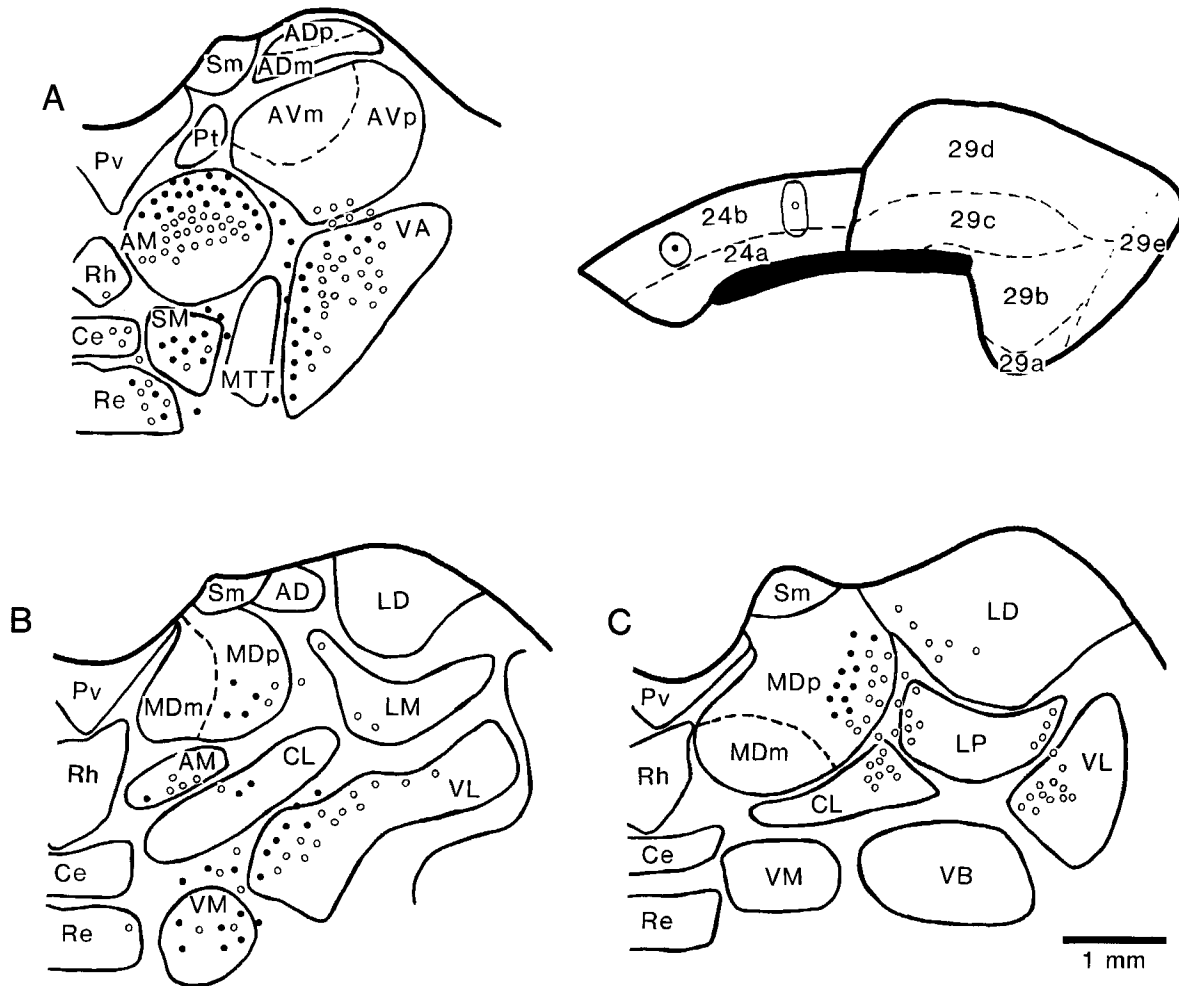 A
Sm
ADp
ADm
AVm
AVp
Pt
Pv
AM
VA
Rh
SM
Ce
MTT
Re
29d
24b
29c
24a
29e
29b
29a
B
Sm
AD
LD
MDp
Pv
MDm
LM
AM
CL
Rh
VL
Ce
VM
Re
C
Sm
LD
Pv
MDp
LP
MDm
VL
Rh
CL
Ce
VM
VB
Re
1 mm